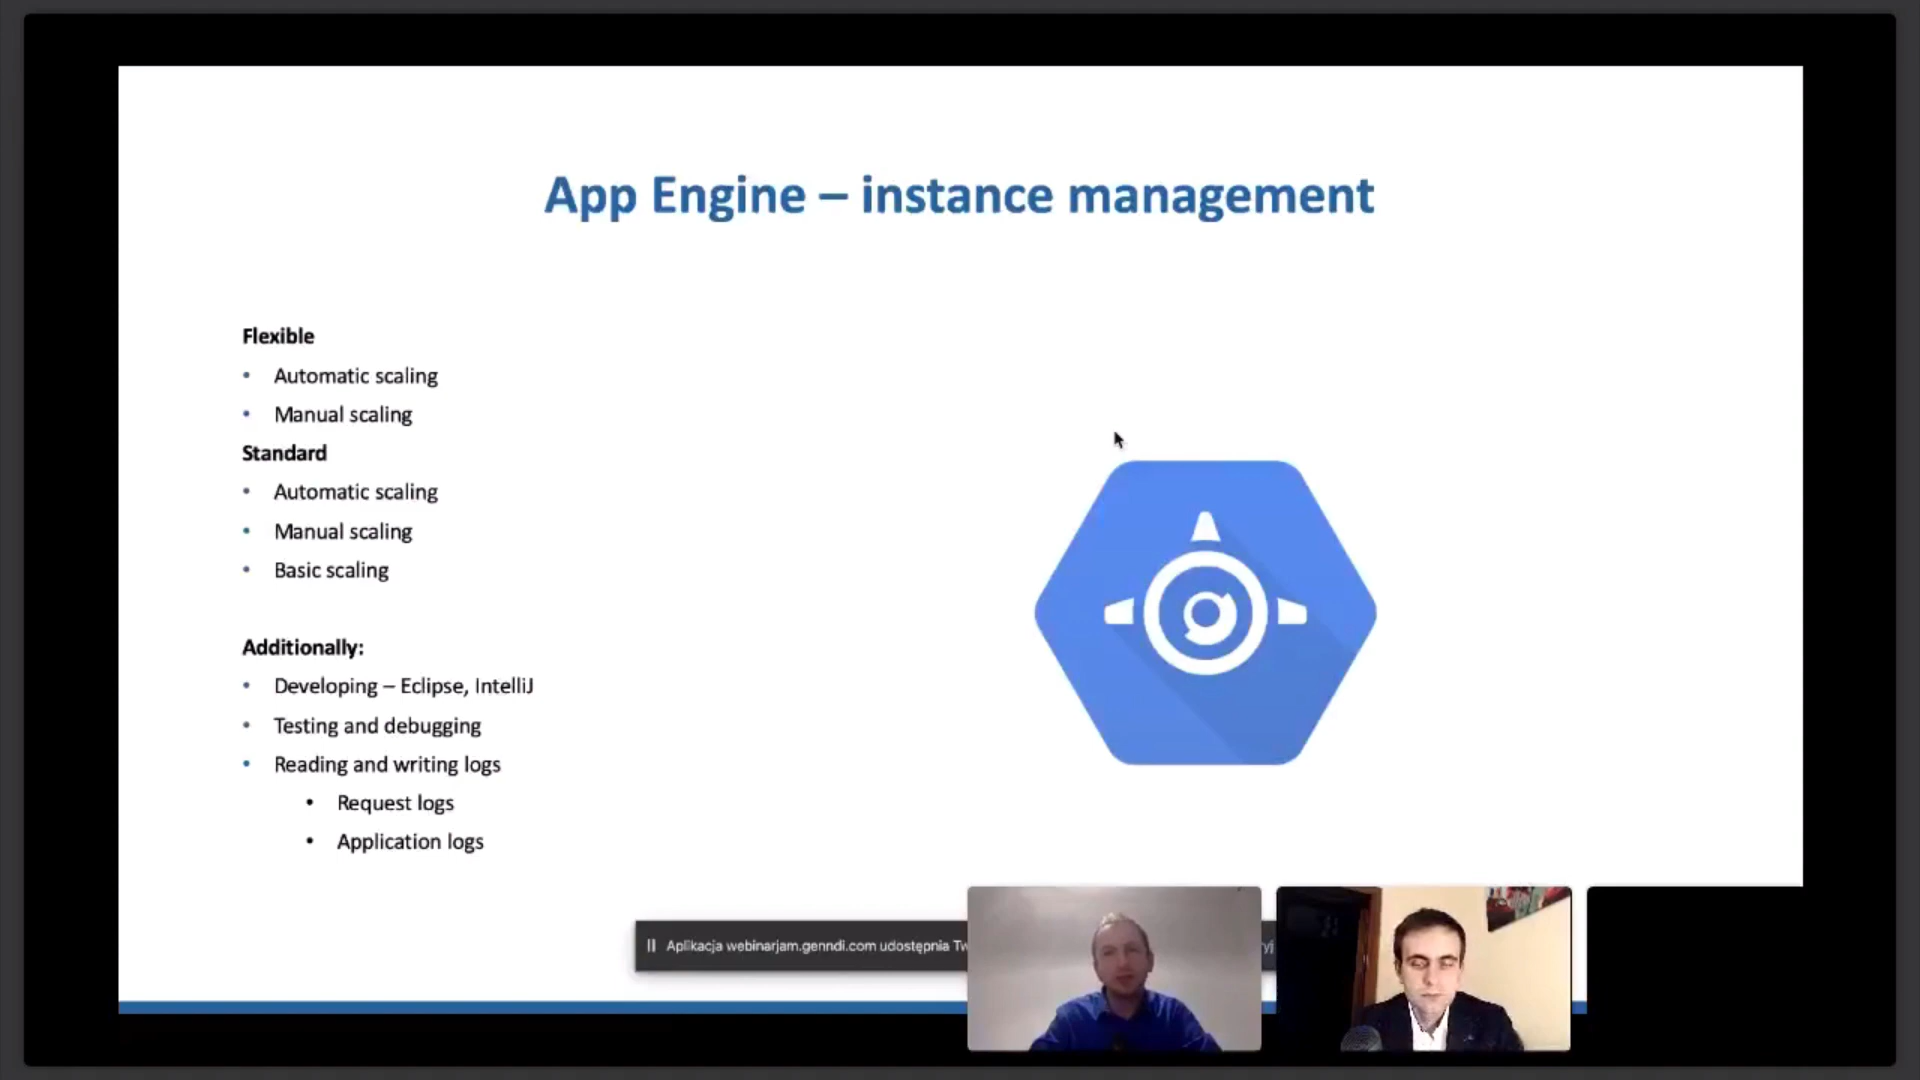 App Engine – instance management
Flexible
• Automatic scaling
• Manual scaling
Standard
• Automatic scaling
• Manual scaling
• Basic scaling
Additionally:
• Developing – Eclipse, IntelliJ
• Testing and debugging
• Reading and writing logs
• Request logs
• Application logs
Aplikacja webinarjam.genndi.com udostępnia